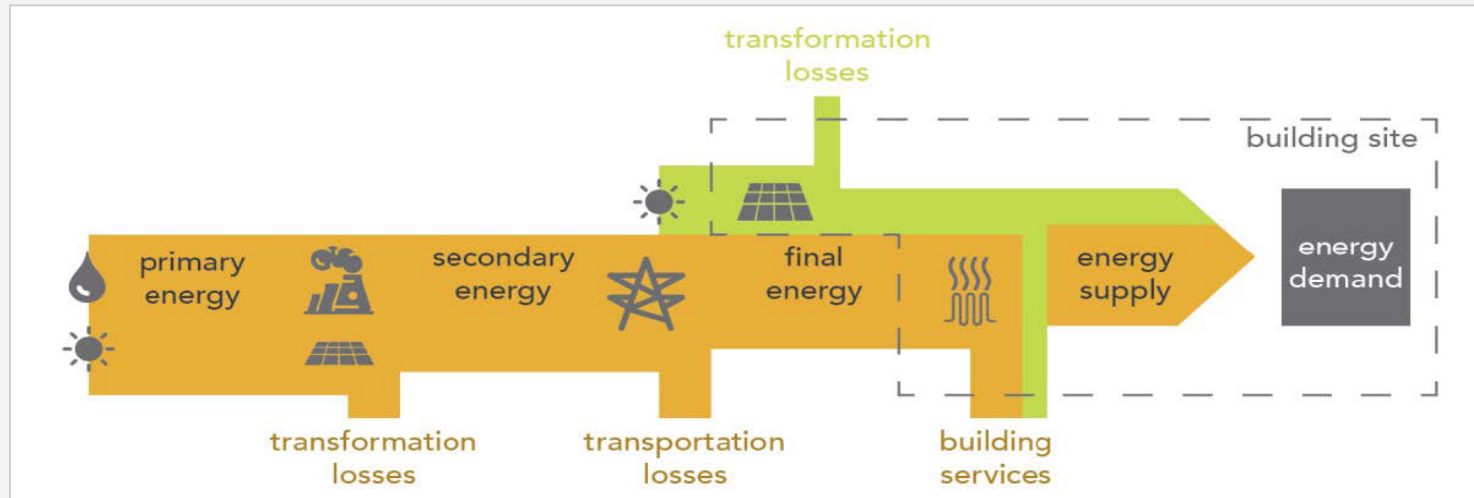 transformation
losses
building site
primary
energy
secondary
energy
final
energy
energy
supply
energy
demand
transformation
losses
transportation
losses
building
services